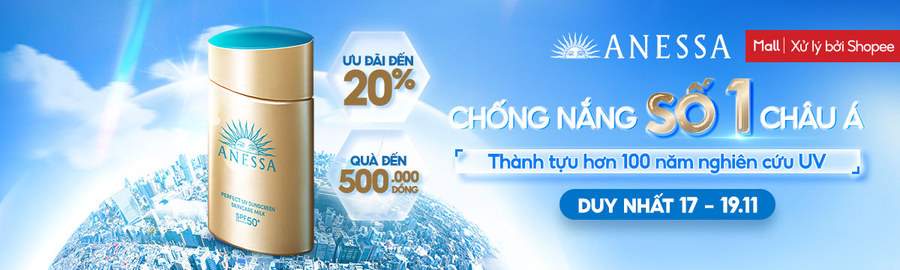 ANESSA
PERFECT UV SUNSCREEN
SKINCARE MILK
SPF50+
ƯU ĐÃI ĐẾN
20%
QUÀ ĐẾN
500.000
ĐỒNG
ANESSA
Mall | Xử lý bởi Shopee
CHỐNG NẮNG SỐ 1 CHÂU Á
Thành tựu hơn 100 năm nghiên cứu UV
DUY NHẤT 17 - 19.11